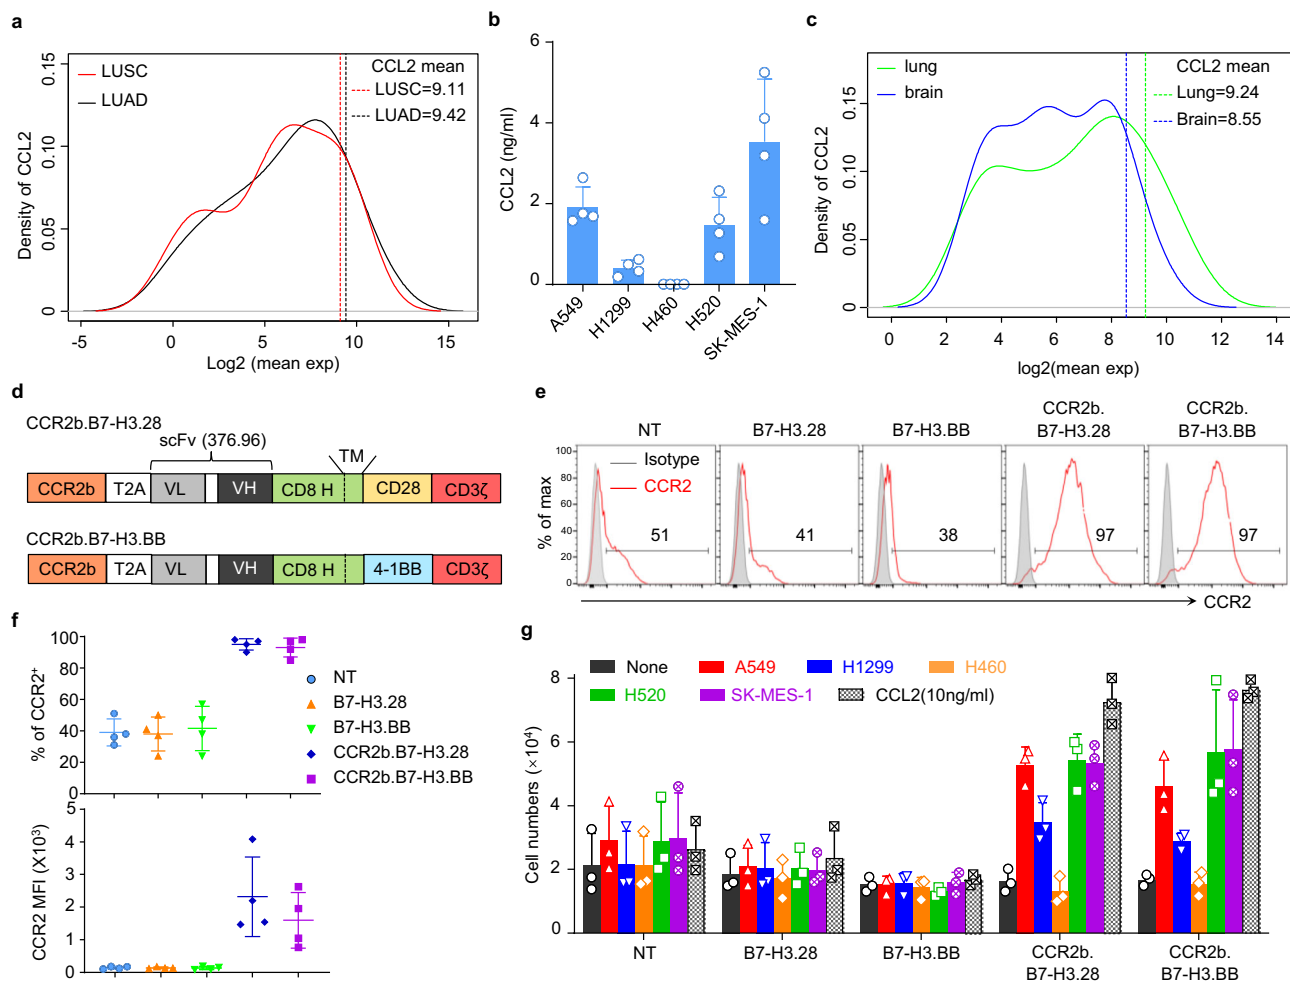 a
LUSC
LUAD
CCL2 mean
LUSC=9.11
LUAD=9.42
Density of CCL2
0
0.05
0.10
0.15
-5
0
5
10
15
Log2 (mean exp)
b
CCL2 (ng/ml)
0
2
4
6
A549
H1299
H460
H520
SK-MES-1
c
lung
brain
CCL2 mean
Lung=9.24
Brain=8.55
Density of CCL2
0
0.05
0.10
0.15
0
2
4
6
8
10
12
14
log2(mean exp)
d
CCR2b.B7-H3.28
scFv (376.96)
TM
CCR2b T2A VL VH CD8 H CD28 CD3ζ
CCR2b.B7-H3.BB
CCR2b T2A VL VH CD8 H 4-1BB CD3ζ
e
NT
B7-H3.28
B7-H3.BB
CCR2b.
B7-H3.28
CCR2b.
B7-H3.BB
Isotype
CCR2
% of max
100
80
60
40
20
0
51
41
38
97
97
CCR2
f
% of CCR2+
100
80
60
40
20
0
NT
B7-H3.28
B7-H3.BB
CCR2b.B7-H3.28
CCR2b.B7-H3.BB
CCR2 MFI (X10³)
5
4
3
2
1
0
g
None
A549
H1299
H460
H520
SK-MES-1
CCL2(10ng/ml)
Cell numbers (×10⁴)
8
6
4
2
0
NT
B7-H3.28
B7-H3.BB
CCR2b.
B7-H3.28
CCR2b.
B7-H3.BB